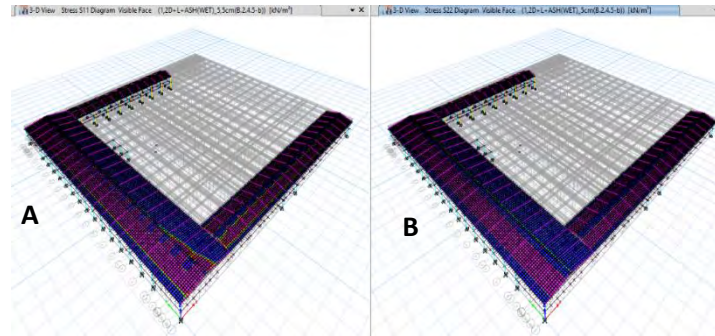 3-D View Stress S11 Diagram Visible Face (1,2D+L+ASH(WET)_5,5cm(B.2.4.5-b)) [kN/m²]
3-D View Stress S22 Diagram Visible Face (1,2D+L+ASH(WET)_5cm(B.2.4.5-b)) [kN/m²]
A
B